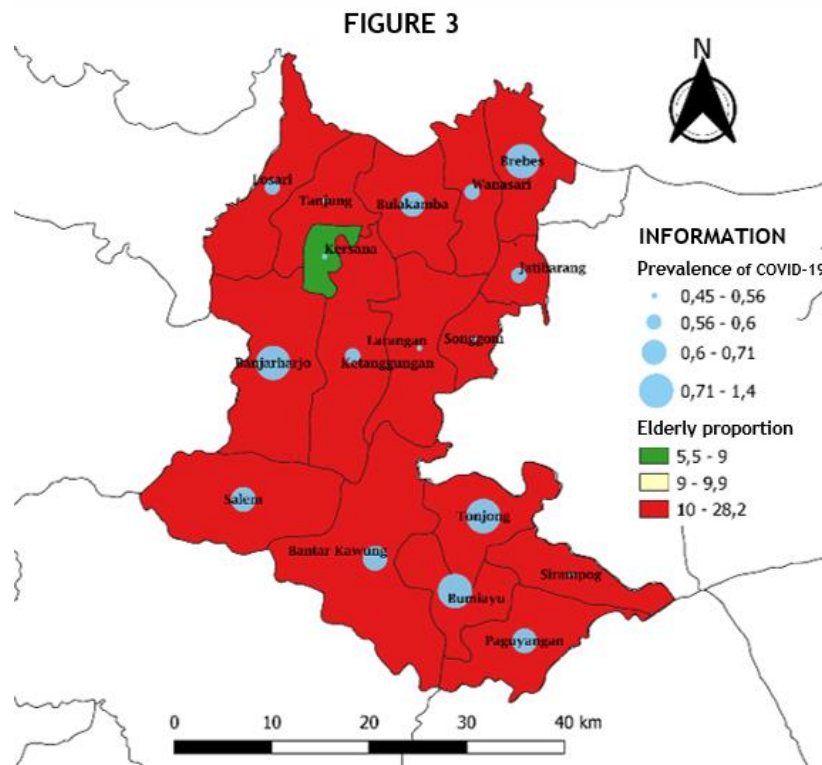 FIGURE 3
N
Brebes
Losari
Wanasari
Tanjung
Bulakamba
Kersana
Jatibarang
Larangan
Songgom
Banjarharjo
Ketanggungan
Salem
Tonjong
Bantar Kawung
Sirampog
Bumiayu
Paguyangan
INFORMATION
Prevalence of COVID-19
0,45 - 0,56
0,56 - 0,6
0,6 - 0,71
0,71 - 1,4
Elderly proportion
5,5 - 9
9 - 9,9
10 - 28,2
0 10 20 30 40 km